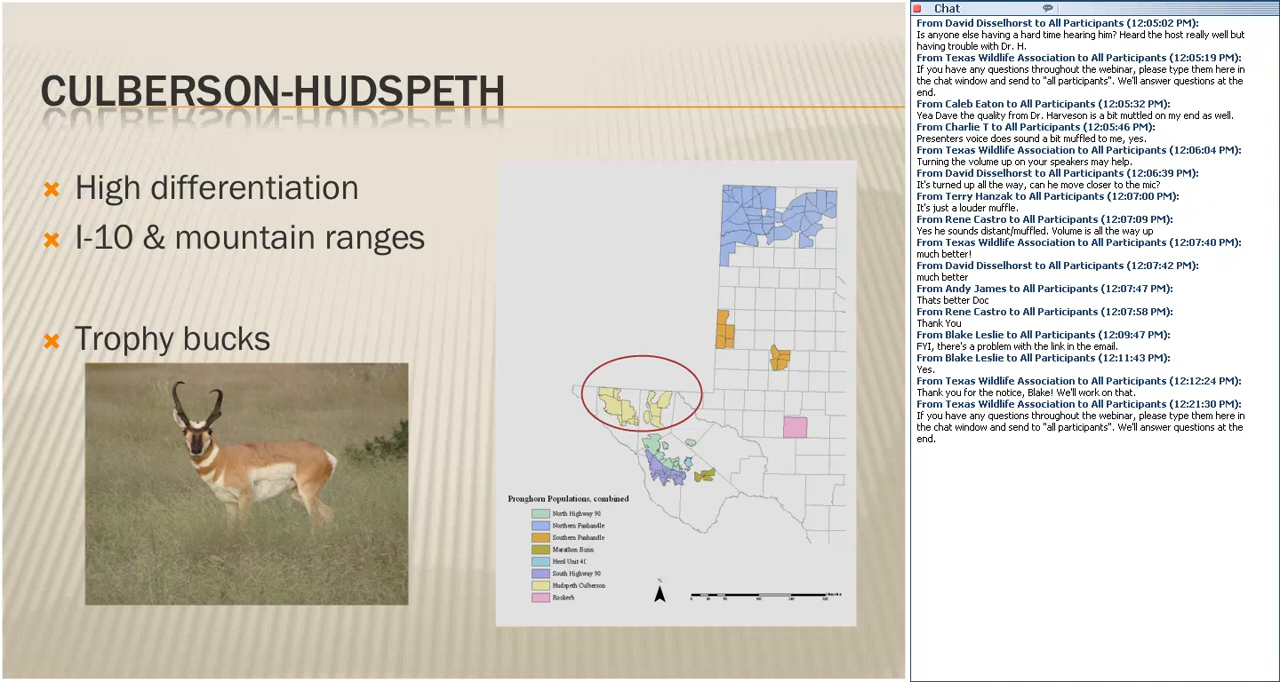 CULBERSON-HUDSPETH
High differentiation
I-10 & mountain ranges
Trophy bucks
Pronghorn Populations, combined
North Highway 90
Northern Panhandle
Southern Panhandle
Marathon Basin
Herd Unit 41
South Highway 90
Hudspeth Culberson
N
Chat
From David Disselhorst to All Participants (12:05:02 PM):
Is anyone else having a hard time hearing him? Heard the host really well but
having trouble with Dr. H.
From Texas Wildlife Association to All Participants (12:05:19 PM):
If you have any questions throughout the webinar, please type them here in
the chat window and send to "all participants". We'll answer questions at the
end.
From Caleb Eaton to All Participants (12:05:32 PM):
Yea Dave the quality from Dr. Harveson is a bit muttled on my end as well.
From Charlie T to All Participants (12:05:46 PM):
Presenters voice does sound a bit muffled to me, yes.
From Texas Wildlife Association to All Participants (12:06:04 PM):
Turning the volume up on your speakers may help.
From David Disselhorst to All Participants (12:06:39 PM):
It's turned up all the way, can he move closer to the mic?
From Terry Hanzak to All Participants (12:07:00 PM):
It's just a louder muffle.
From Rene Castro to All Participants (12:07:09 PM):
Yes he sounds distant/muffled. Volume is all the way up
From Texas Wildlife Association to All Participants (12:07:40 PM):
much better!
From David Disselhorst to All Participants (12:07:42 PM):
much better
From Andy James to All Participants (12:07:47 PM):
Thats better Doc
From Rene Castro to All Participants (12:07:58 PM):
Thank You
From Blake Leslie to All Participants (12:09:47 PM):
FYI, there's a problem with the link in the email.
From Blake Leslie to All Participants (12:11:43 PM):
Yes.
From Texas Wildlife Association to All Participants (12:12:24 PM):
Thank you for the notice, Blake! We'll work on that.
From Texas Wildlife Association to All Participants (12:21:30 PM):
If you have any questions throughout the webinar, please type them here in
the chat window and send to "all participants". We'll answer questions at the
end.